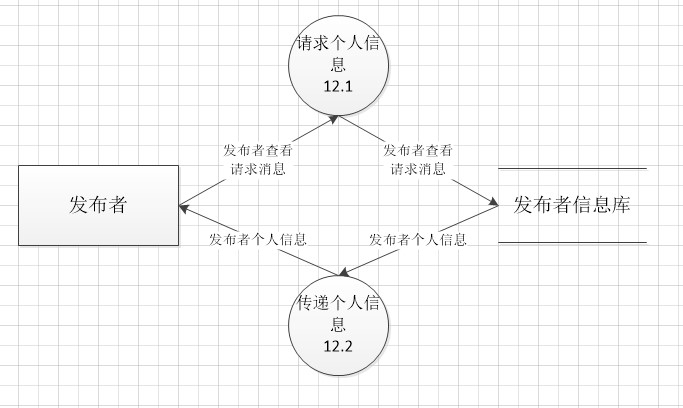 请求个人信
息
12.1
发布者查看
请求消息
发布者查看
请求消息
发布者
发布者信息库
发布者个人信息
发布者个人信息
传递个人信
息
12.2